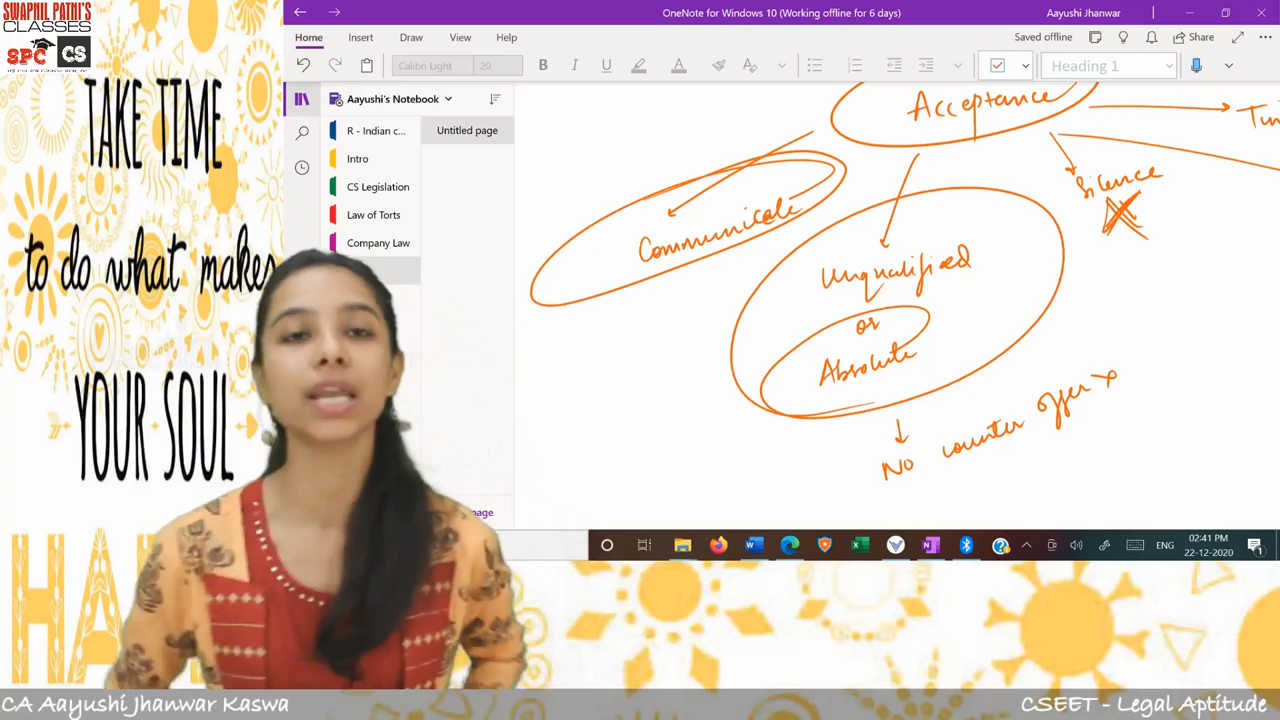 SWAPNIL PATNI'S
CLASSES
SPC CS
TAKE TIME
to do what makes
YOUR SOUL
OneNote for Windows 10 (Working offline for 6 days)
Aayushi Jhanwar
Home Insert Draw View Help
Saved offline
Share
Calibri Light 20
B I U A
Heading 1
Aayushi's Notebook
R - Indian c...
Untitled page
Intro
CS Legislation
Law of Torts
Company Law
Acceptance
Communicate
Silence
Unqualified
or
Absolute
No counter offer x
ENG
02:41 PM
22-12-2020
CA Aayushi Jhanwar Kaswa
CSEET - Legal Aptitude